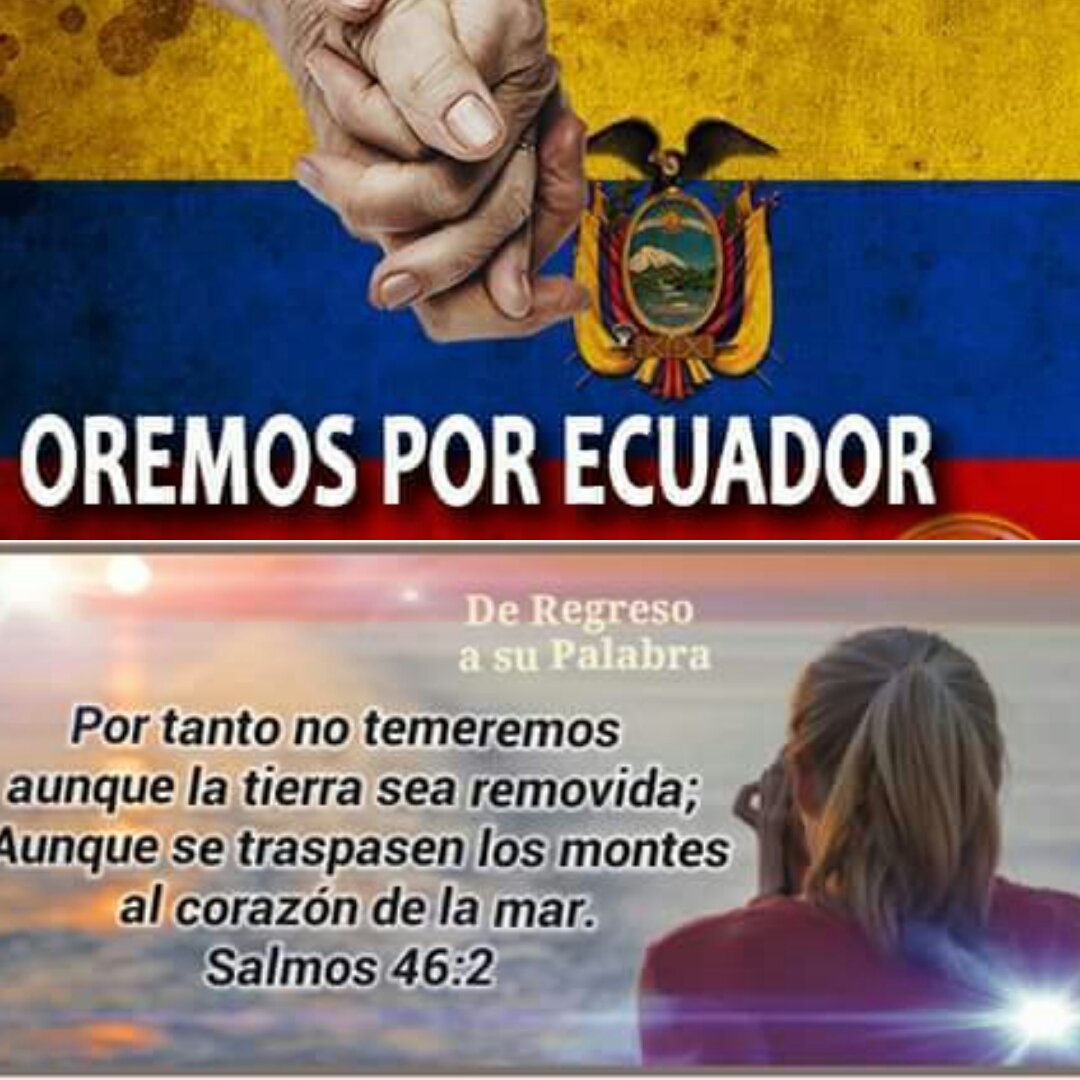 OREMOS POR ECUADOR
De Regreso
a su Palabra
Por tanto no temeremos
aunque la tierra sea removida;
Aunque se traspasen los montes
al corazón de la mar.
Salmos 46:2